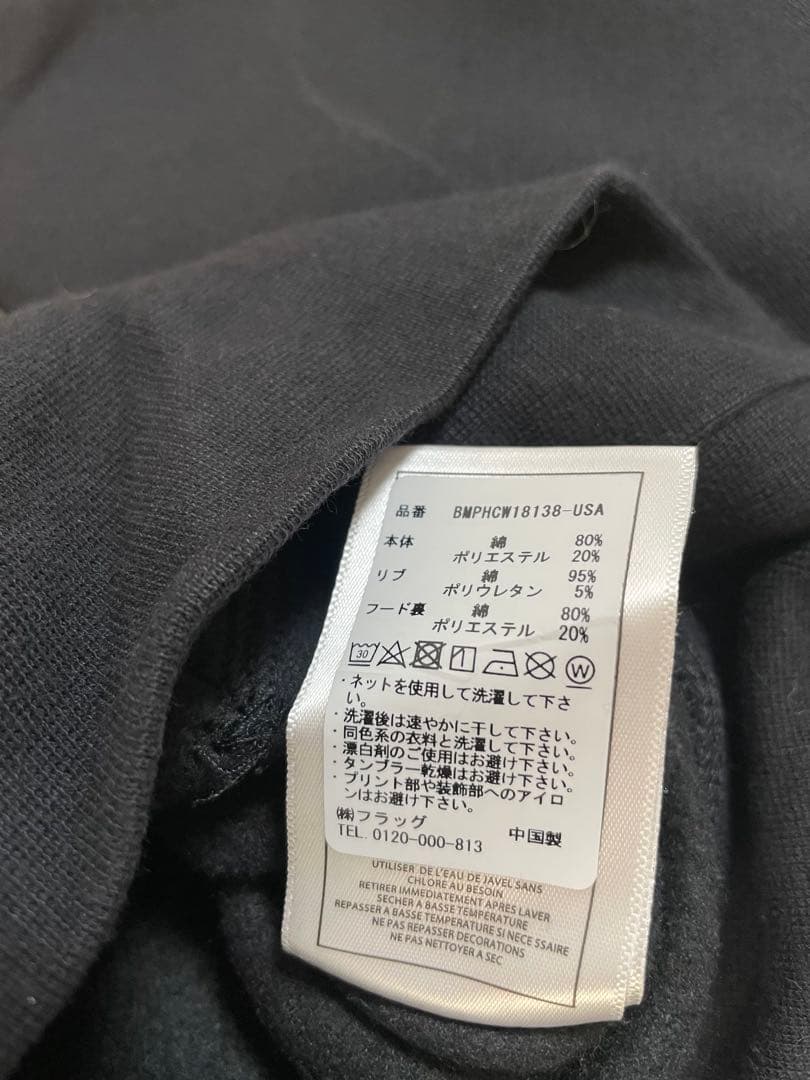 品番 BMPHCW18138-USA
本体 綿 80%
ポリエステル 20%
リブ 綿 95%
ポリウレタン 5%
フード裏 綿 80%
ポリエステル 20%
30 W
・ネットを使用して洗濯して下さ
い。
・洗濯後は速やかに干して下さい。
・同色系の衣料と洗濯して下さい。
・漂白剤のご使用はお避け下さい。
・タンブラー乾燥はお避け下さい。
・プリント部や装飾部へのアイロ
ンはお避け下さい。
㈱フラッグ
TEL. 0120-000-813 中国製
UTILISER DE L'EAU DE JAVEL SANS
CHLORE AU BESOIN
RETIRER IMMEDIATEMENT APRES LAVER
SECHER A BASSE TEMPERATURE
REPASSER A BASSE TEMPERATURE SI NECE SSAIRE
NE PAS REPASSER DECORATIONS
NE PAS NETTOYER A SEC